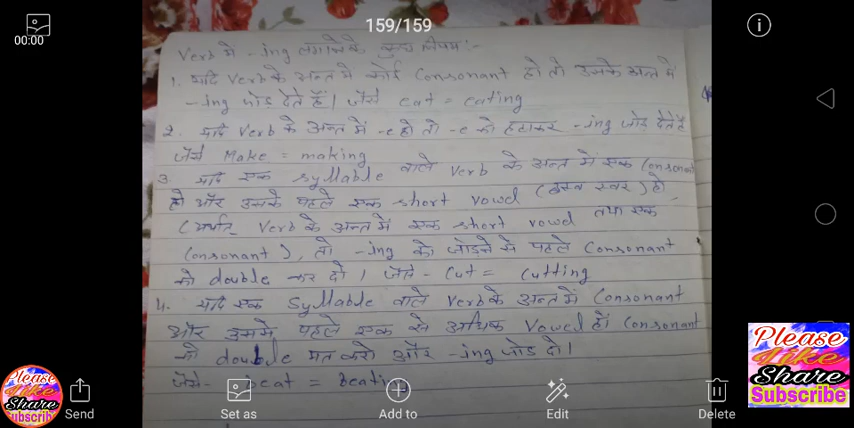 159/159
00:00
Verb में -ing लगाने के कुछ नियम:-
1. यदि Verb के अन्त में कोई Consonant हो तो उसके अन्त में
-ing जोड़ देते हैं। जैसे eat = eating
2. यदि Verb के अन्त में -e हो तो -e को हटाकर -ing जोड़ देते हैं
जैसे Make = making
3. यदि एक syllable वाले Verb के अन्त में एक Consonant
हो और उसके पहले एक short vowel (ह्रस्व स्वर) हो,
(अर्थात् Verb के अन्त में एक short vowel तथा एक
Consonant), तो -ing को जोड़ने से पहले Consonant
को double कर दो। जैसे - Cut = Cutting
4. यदि एक Syllable वाले Verb के अन्त में Consonant
और उससे पहले एक से अधिक Vowel हों Consonant
को double मत करो और -ing जोड़ दो।
जैसे- beat = beating
Send
Set as
Add to
Edit
Delete
Please
Like
Share
Subscribe
Please
Like
Share
Subscribe